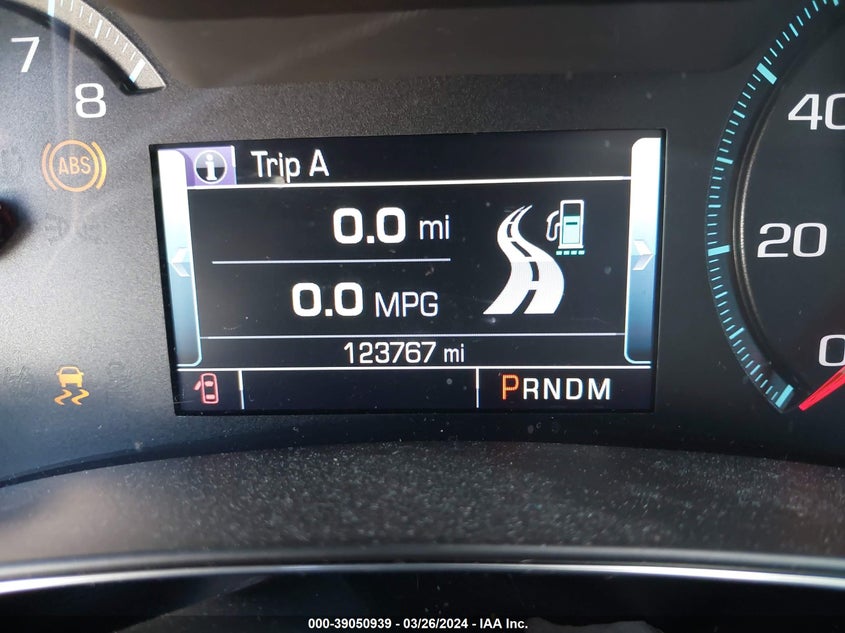 7
8
ABS
i Trip A
0.0 mi
0.0 MPG
123767 mi
PRNDM
40
20
0
000-39050939 - 03/26/2024 - IAA Inc.